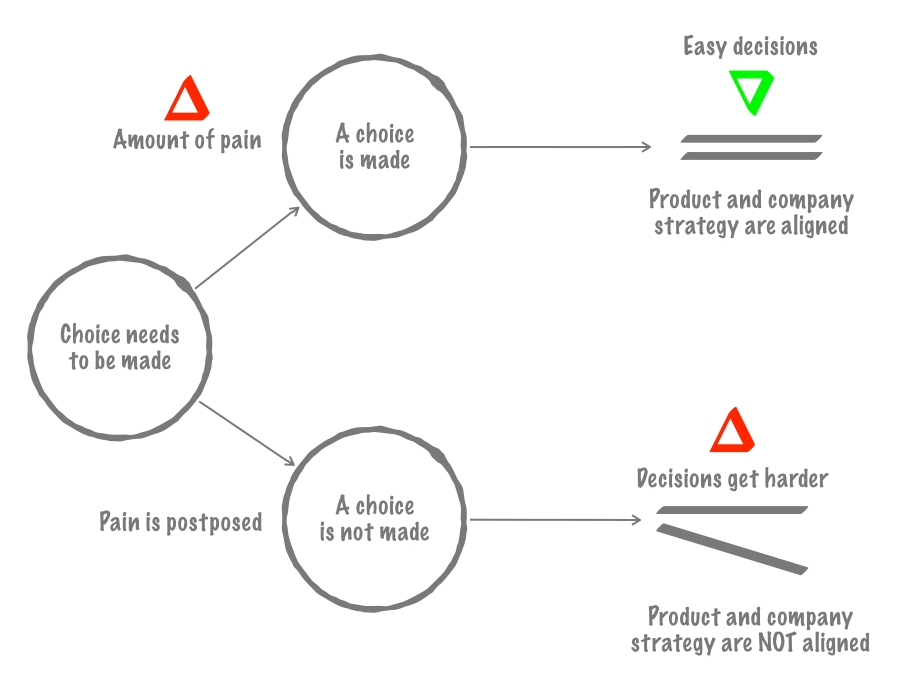 Easy decisions
Amount of pain
A choice
is made
Product and company
strategy are aligned
Choice needs
to be made
Decisions get harder
Pain is postposed
A choice
is not made
Product and company
strategy are NOT aligned